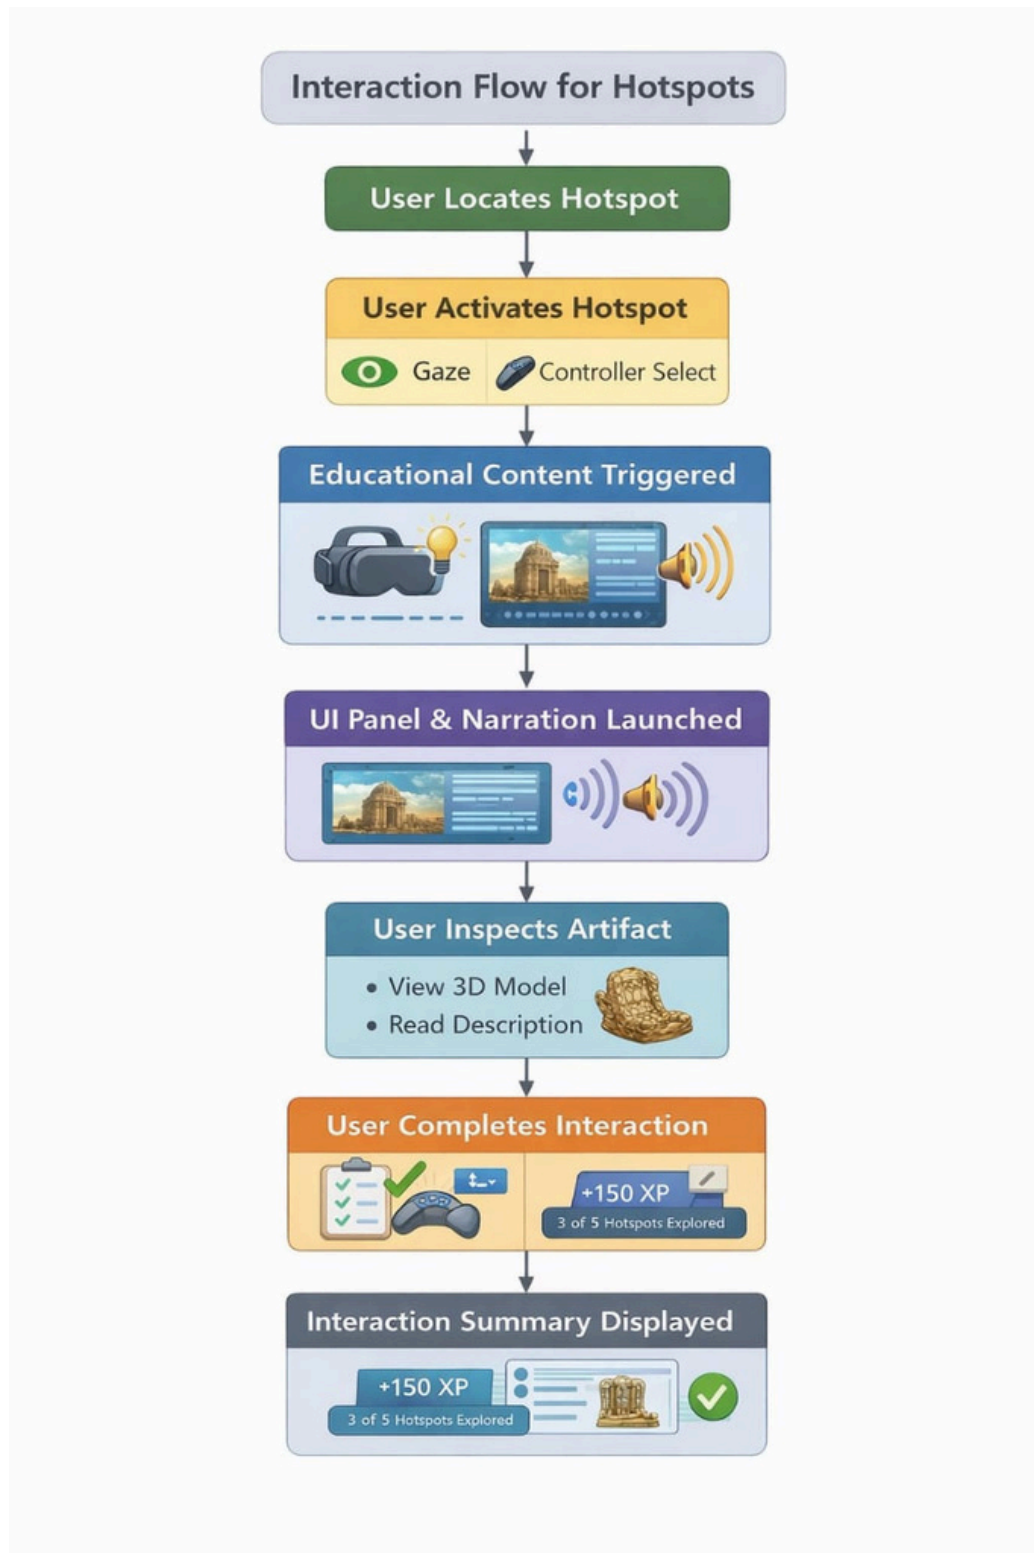 Interaction Flow for Hotspots
User Locates Hotspot
User Activates Hotspot
Gaze
Controller Select
Educational Content Triggered
UI Panel & Narration Launched
User Inspects Artifact
• View 3D Model
• Read Description
User Completes Interaction
+150 XP
3 of 5 Hotspots Explored
Interaction Summary Displayed
+150 XP
3 of 5 Hotspots Explored